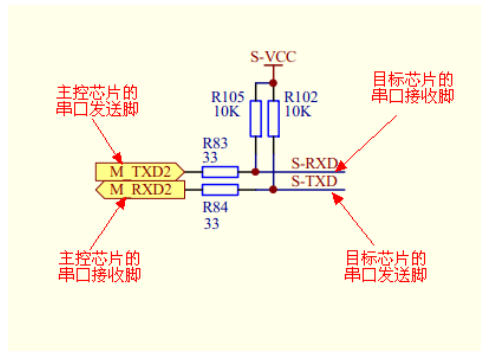 S-VCC
主控芯片的
串口发送脚
目标芯片的
串口接收脚
R105
10K
R102
10K
R83
33
M_TXD2
S-RXD
M_RXD2
S-TXD
R84
33
主控芯片的
串口接收脚
目标芯片的
串口发送脚